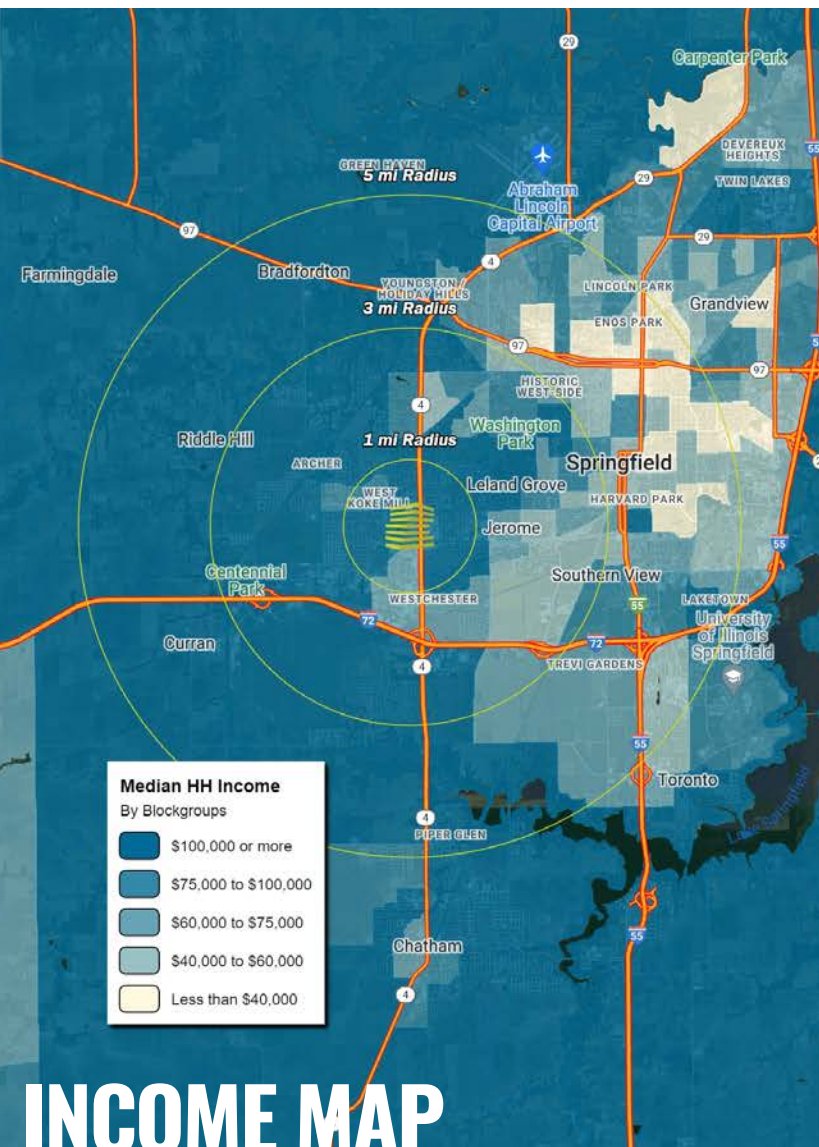 29
Carpenter Park
DEVEREUX
HEIGHTS
55
GREEN HAVEN
5 mi Radius
29
TWIN LAKES
Abraham
Lincoln
Capital Airport
97
29
4
Farmingdale
Bradfordton
YOUNGSTON /
HOLIDAY HILLS
LINCOLN PARK
Grandview
3 mi Radius
ENOS PARK
97
97
HISTORIC
WEST-SIDE
4
Washington
Park
Riddle Hill
1 mi Radius
ARCHER
Springfield
WEST
KOKE MILL
Leland Grove
HARVARD PARK
Jerome
55
Centennial
Park
Southern View
WESTCHESTER
55
LAKETOWN
72
University
of Illinois
Springfield
Curran
72
4
TREVI GARDENS
55
Toronto
Median HH Income
By Blockgroups
$100,000 or more
$75,000 to $100,000
$60,000 to $75,000
$40,000 to $60,000
Less than $40,000
4
PIPER GLEN
Lake Springfield
55
Chatham
4
INCOME MAP